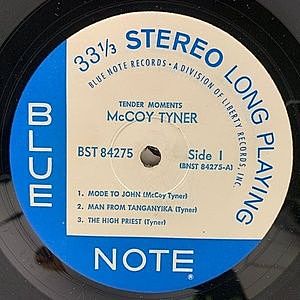 33⅓ STEREO LONG PLAYING
BLUE NOTE RECORDS • A DIVISION OF LIBERTY RECORDS, INC.
TENDER MOMENTS
McCOY TYNER
BST 84275
Side 1
(BNST 84275-A)
1. MODE TO JOHN (McCoy Tyner)
2. MAN FROM TANGANYIKA (Tyner)
3. THE HIGH PRIEST (Tyner)
BLUE
NOTE ®